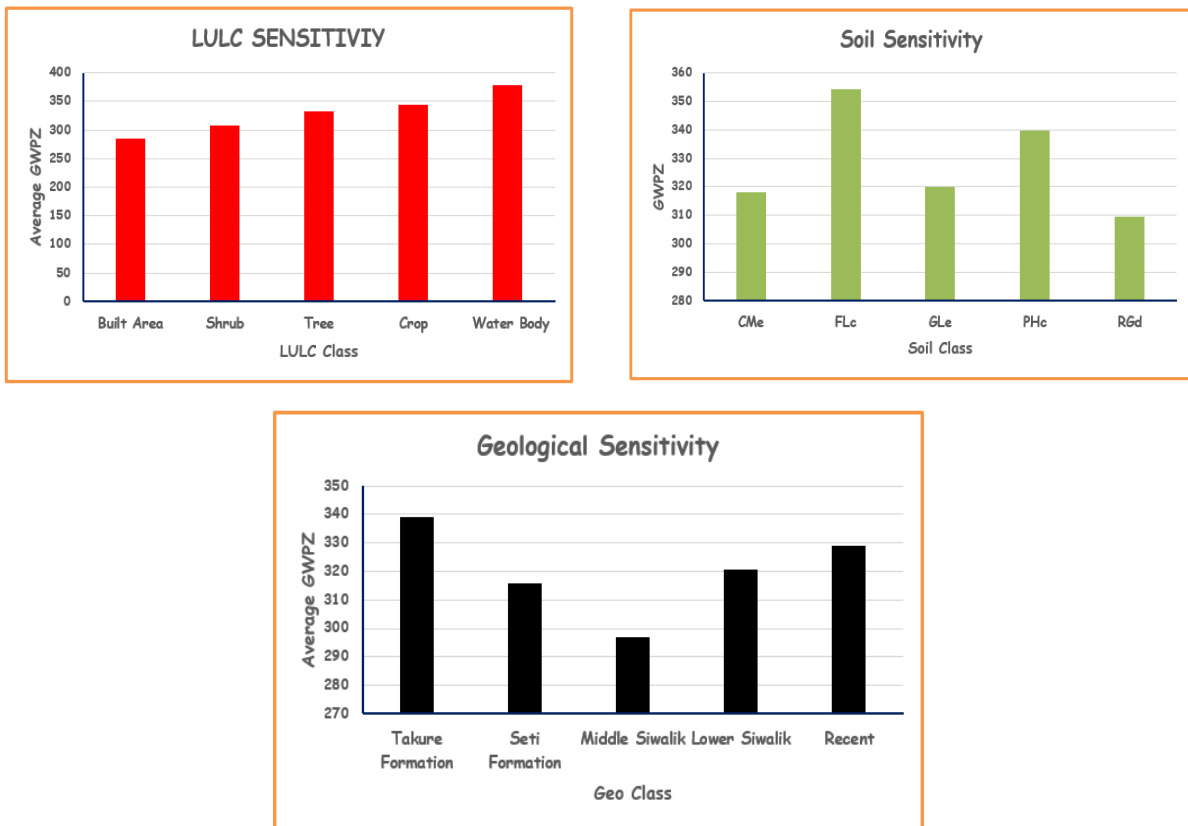 LULC SENSITIVIY
Average GWPZ
400
350
300
250
200
150
100
50
0
Built Area Shrub Tree Crop Water Body
LULC Class
Soil Sensitivity
GWPZ
360
350
340
330
320
310
300
290
280
CMe FLc GLe PHc RGd
Soil Class
Geological Sensitivity
Average GWPZ
350
340
330
320
310
300
290
280
270
Takure Seti Middle Siwalik Lower Siwalik Recent
Formation Formation
Geo Class